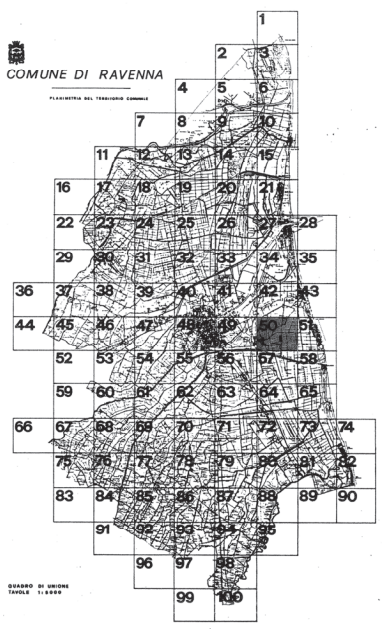 1
2 3
COMUNE DI RAVENNA
4 5 6
PLANIMETRIA DEL TERRITORIO COMUNALE
7 8 9 10
11 12 13 14 15
16 17 18 19 20 21
22 23 24 25 26 27 28
29 30 31 32 33 34 35
36 37 38 39 40 41 42 43
44 45 46 47 48 49 50 51
52 53 54 55 56 57 58
59 60 61 62 63 64 65
66 67 68 69 70 71 72 73 74
75 76 77 78 79 80 81 82
83 84 85 86 87 88 89 90
91 92 93 94 95
96 97 98
QUADRO DI UNIONE
TAVOLE 1:5000
99 100